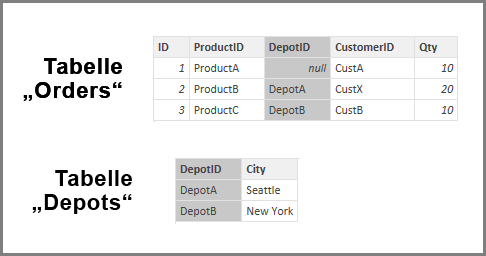 Tabelle
„Orders“
ID ProductID DepotID CustomerID Qty
1 ProductA null CustA 10
2 ProductB DepotA CustX 20
3 ProductC DepotB CustB 10
Tabelle
„Depots“
DepotID City
DepotA Seattle
DepotB New York